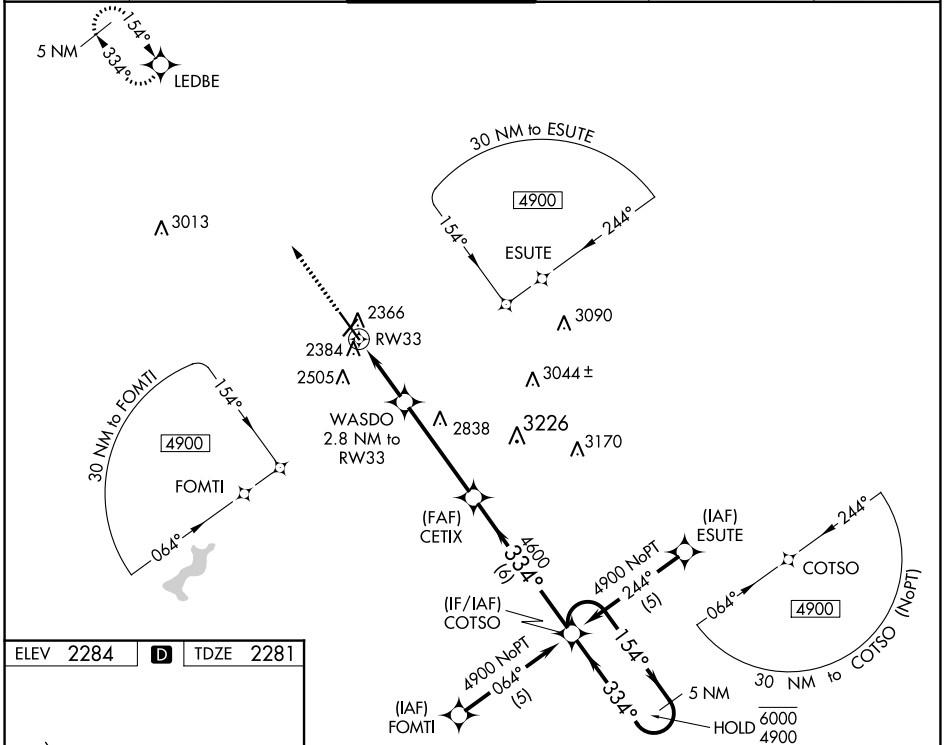 5 NM
154°
334°
LEDBE
30 NM to ESUTE
4900
154°
244°
ESUTE
3013
2366
RW33
2384
2505
3090
3044 ±
3226
3170
2838
WASDO
2.8 NM to
RW33
30 NM to FOMTI
4900
154°
FOMTI
064°
(FAF)
CETIX
4600
334°
(6)
(IAF)
ESUTE
4900 NoPT
244°
(5)
(IF/IAF)
COTSO
244°
COTSO
064°
4900
30 NM to COTSO (NoPT)
154°
334°
5 NM
HOLD 6000
4900
4900 NoPT
064°
(5)
(IAF)
FOMTI
ELEV 2284 D TDZE 2281